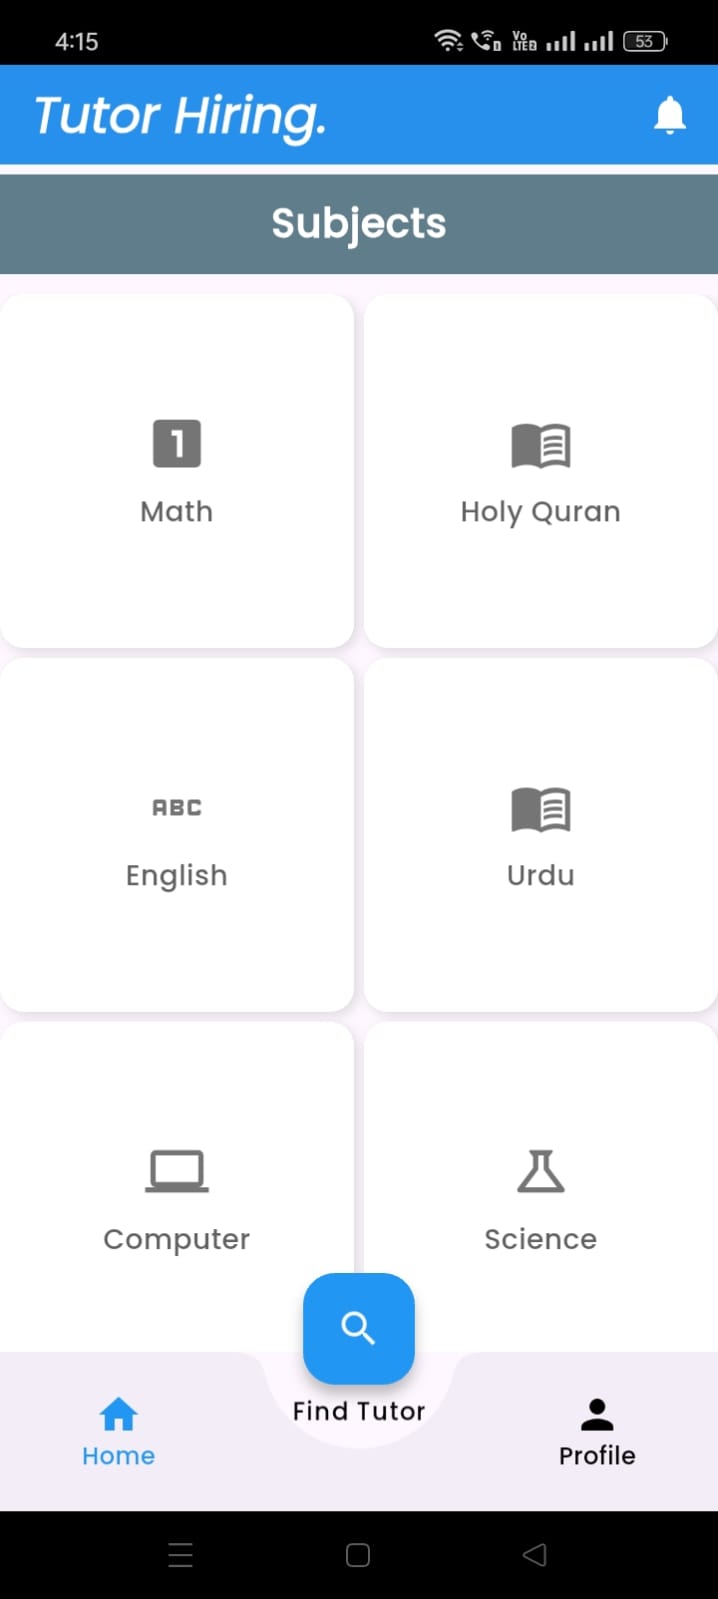 4:15
Vo
LTE2
53
Tutor Hiring.
Subjects
1
Math
Holy Quran
ABC
English
Urdu
Computer
Science
Find Tutor
Home
Profile